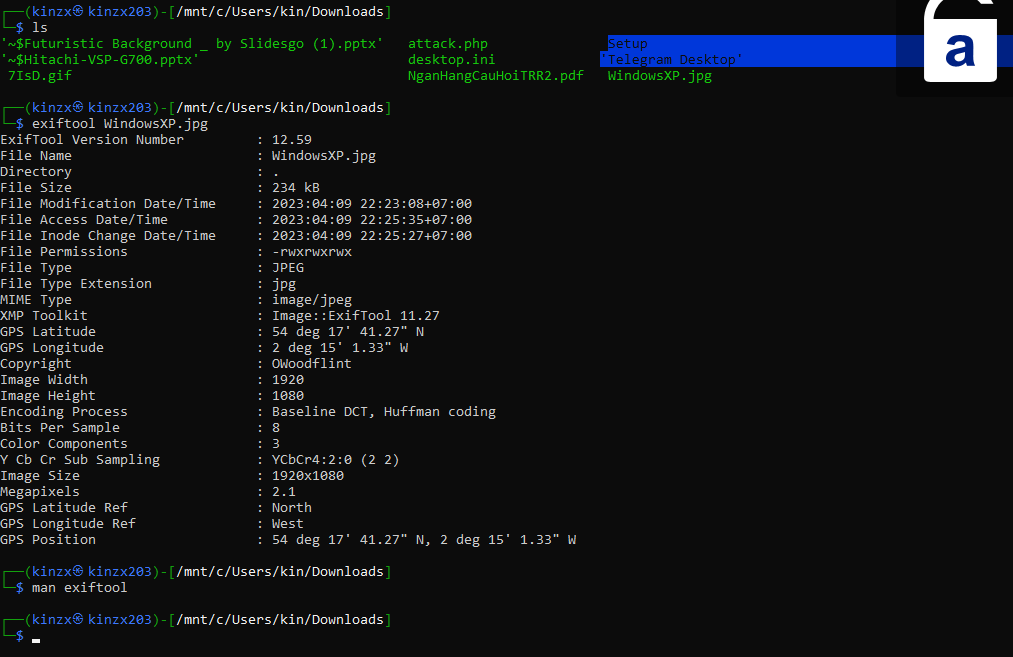 ┌──(kinzx㉿kinzx203)-[/mnt/c/Users/kin/Downloads]
└─$ ls
'~$Futuristic Background _ by Slidesgo (1).pptx'   attack.php   Setup
'~$Hitachi-VSP-G700.pptx'   desktop.ini   'Telegram Desktop'
7IsD.gif   NganHangCauHoiTRR2.pdf   WindowsXP.jpg
a
┌──(kinzx㉿kinzx203)-[/mnt/c/Users/kin/Downloads]
└─$ exiftool WindowsXP.jpg
ExifTool Version Number         : 12.59
File Name                       : WindowsXP.jpg
Directory                       : .
File Size                       : 234 kB
File Modification Date/Time     : 2023:04:09 22:23:08+07:00
File Access Date/Time           : 2023:04:09 22:25:35+07:00
File Inode Change Date/Time     : 2023:04:09 22:25:27+07:00
File Permissions                : -rwxrwxrwx
File Type                       : JPEG
File Type Extension             : jpg
MIME Type                       : image/jpeg
XMP Toolkit                     : Image::ExifTool 11.27
GPS Latitude                    : 54 deg 17' 41.27" N
GPS Longitude                   : 2 deg 15' 1.33" W
Copyright                       : OWoodflint
Image Width                     : 1920
Image Height                    : 1080
Encoding Process                : Baseline DCT, Huffman coding
Bits Per Sample                 : 8
Color Components                : 3
Y Cb Cr Sub Sampling            : YCbCr4:2:0 (2 2)
Image Size                      : 1920x1080
Megapixels                      : 2.1
GPS Latitude Ref                : North
GPS Longitude Ref               : West
GPS Position                    : 54 deg 17' 41.27" N, 2 deg 15' 1.33" W
┌──(kinzx㉿kinzx203)-[/mnt/c/Users/kin/Downloads]
└─$ man exiftool
┌──(kinzx㉿kinzx203)-[/mnt/c/Users/kin/Downloads]
└─$